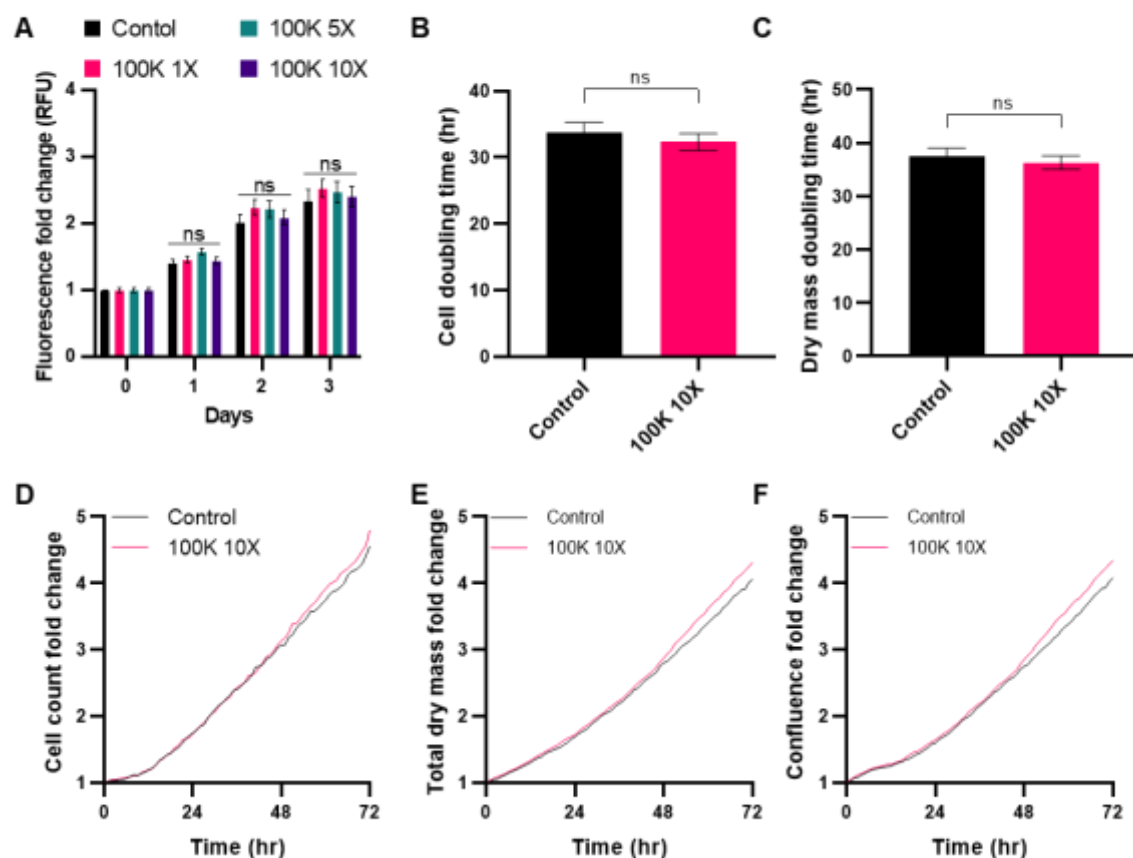 A
Contol
100K 5X
100K 1X
100K 10X
Fluorescence fold change (RFU)
4
3
2
1
0
ns
ns
ns
0 1 2 3
Days
B
ns
Cell doubling time (hr)
40
30
20
10
0
Control
100K 10X
C
ns
Dry mass doubling time (hr)
50
40
30
20
10
0
Control
100K 10X
D
Control
100K 10X
Cell count fold change
5
4
3
2
1
0 24 48 72
Time (hr)
E
Control
100K 10X
Total dry mass fold change
5
4
3
2
1
0 24 48 72
Time (hr)
F
Control
100K 10X
Confluence fold change
5
4
3
2
1
0 24 48 72
Time (hr)